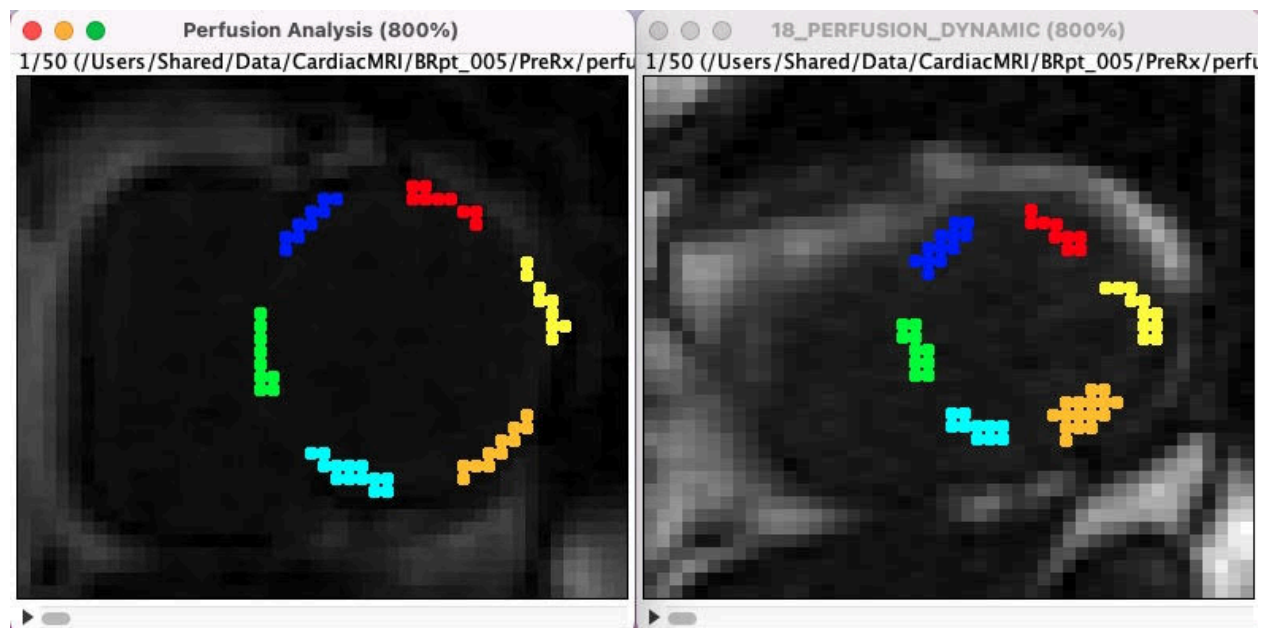 Perfusion Analysis (800%)
1/50 (/Users/Shared/Data/CardiacMRI/BRpt_005/PreRx/perfu
18_PERFUSION_DYNAMIC (800%)
1/50 (/Users/Shared/Data/CardiacMRI/BRpt_005/PreRx/perfu